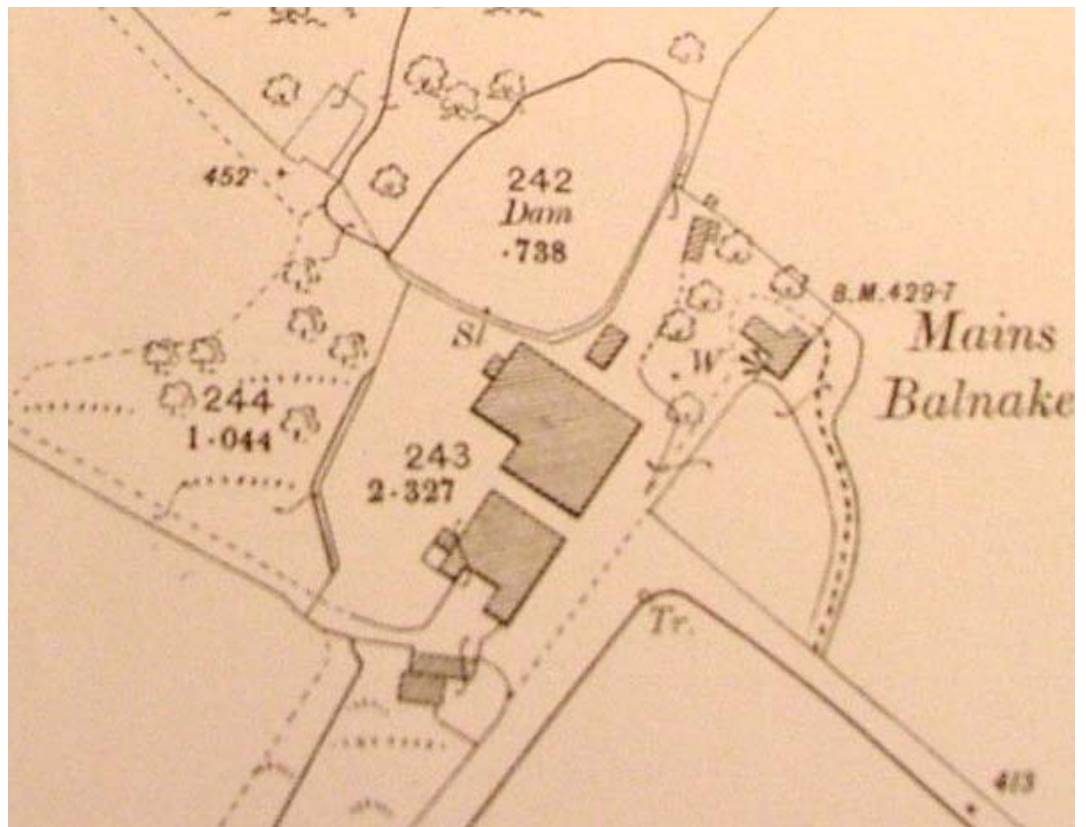 452
242
Dam
·738
B.M. 429·7
Mains
Balnake
Sl
W
244
1·044
243
2·327
Tr.
413